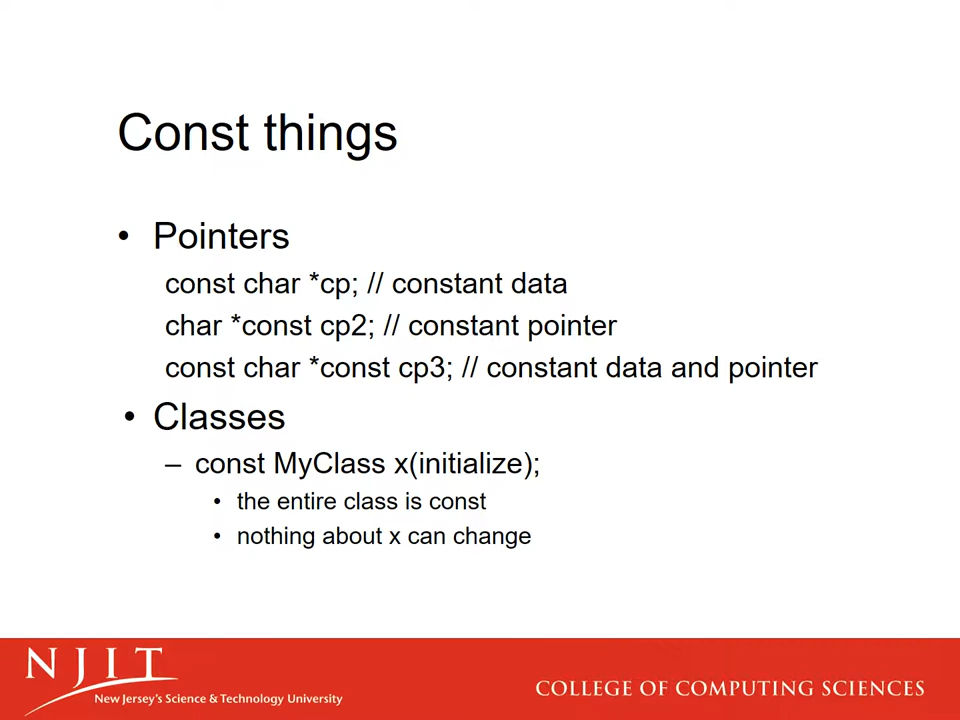 Const things
• Pointers
const char *cp; // constant data
char *const cp2; // constant pointer
const char *const cp3; // constant data and pointer
• Classes
– const MyClass x(initialize);
• the entire class is const
• nothing about x can change
NJIT
New Jersey's Science & Technology University
COLLEGE OF COMPUTING SCIENCES